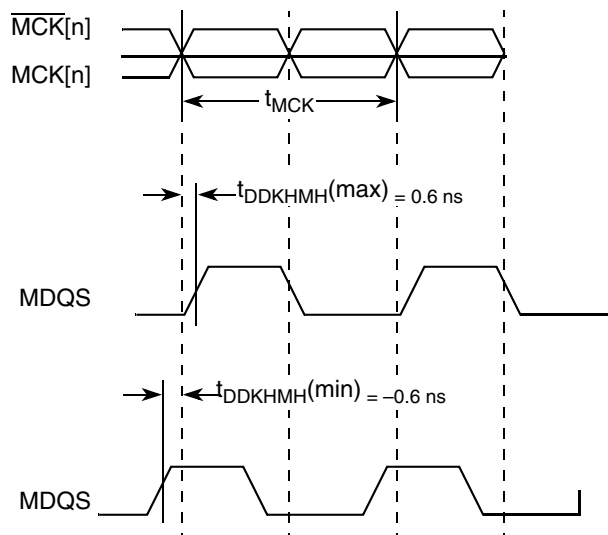 MCK[n]
MCK[n]
tMCK
tDDKHMH(max) = 0.6 ns
MDQS
tDDKHMH(min) = –0.6 ns
MDQS